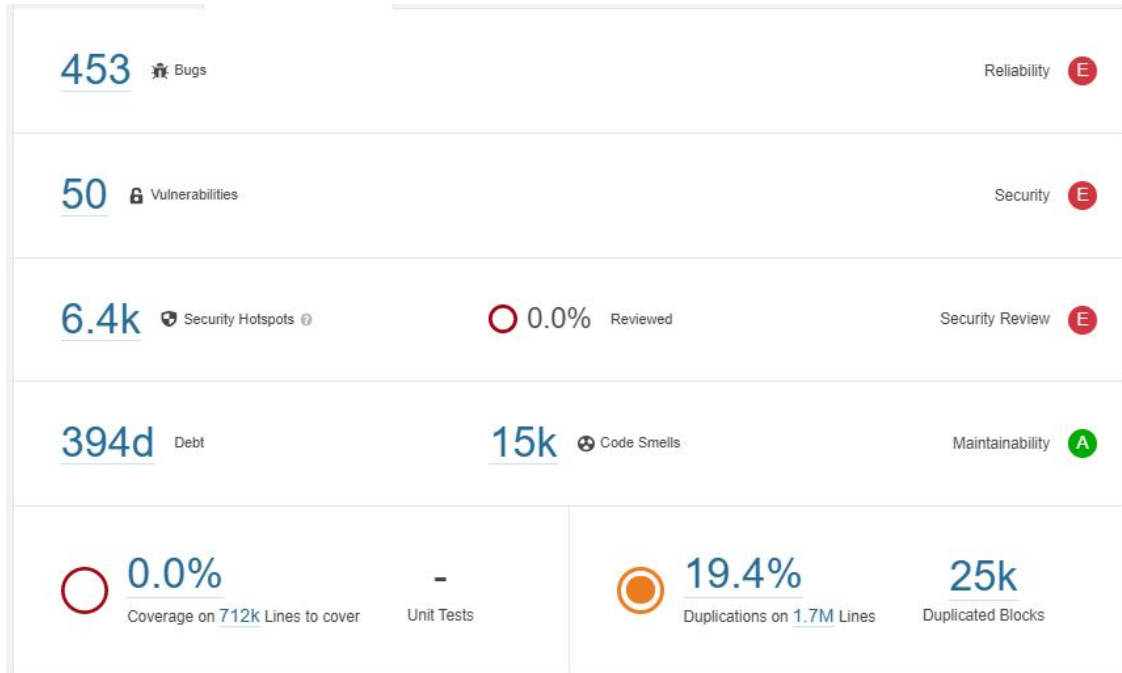 453 Bugs Reliability E
50 Vulnerabilities Security E
6.4k Security Hotspots ? 0.0% Reviewed Security Review E
394d Debt 15k Code Smells Maintainability A
0.0% - 19.4% 25k
Coverage on 712k Lines to cover Unit Tests Duplications on 1.7M Lines Duplicated Blocks